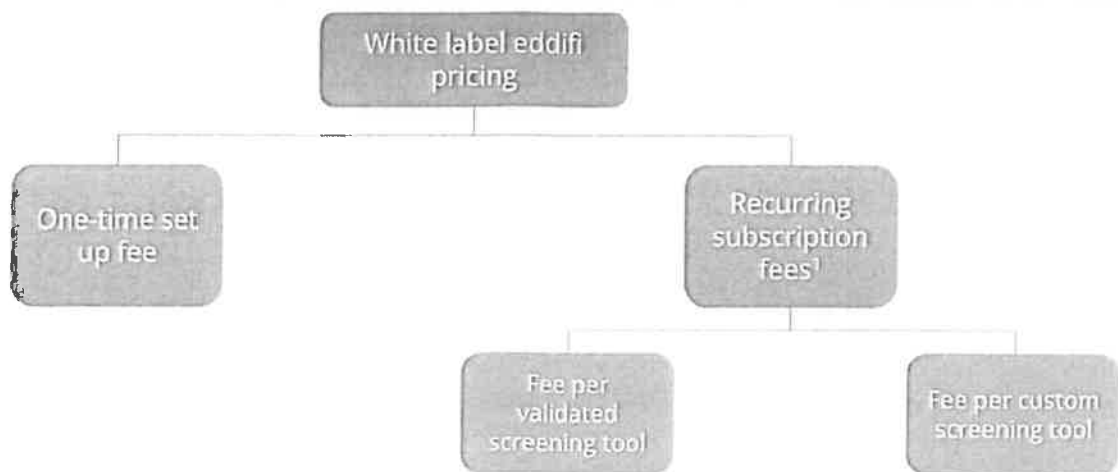 White label eddifi
pricing
One-time set
up fee
Recurring
subscription
fees¹
Fee per
validated
screening tool
Fee per custom
screening tool